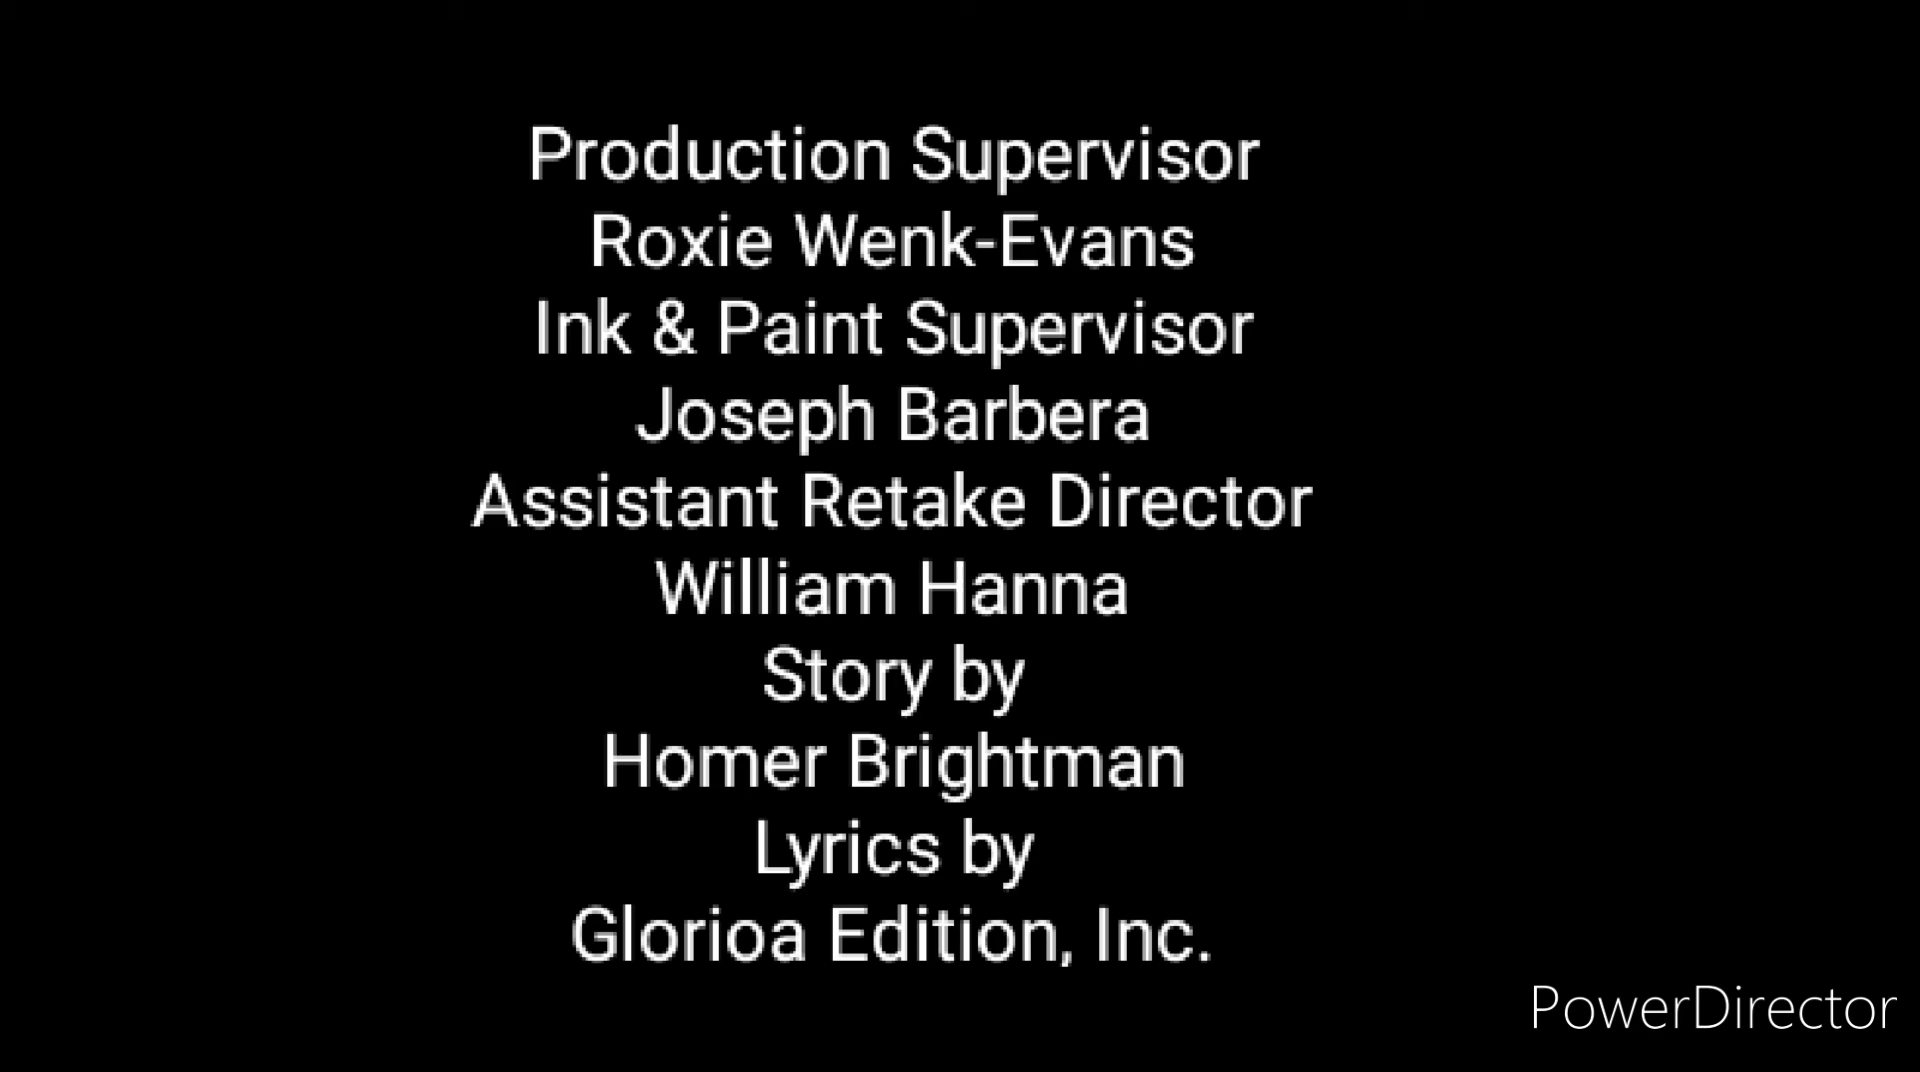 Production Supervisor
Roxie Wenk-Evans
Ink & Paint Supervisor
Joseph Barbera
Assistant Retake Director
William Hanna
Story by
Homer Brightman
Lyrics by
Glorioa Edition, Inc.
PowerDirector